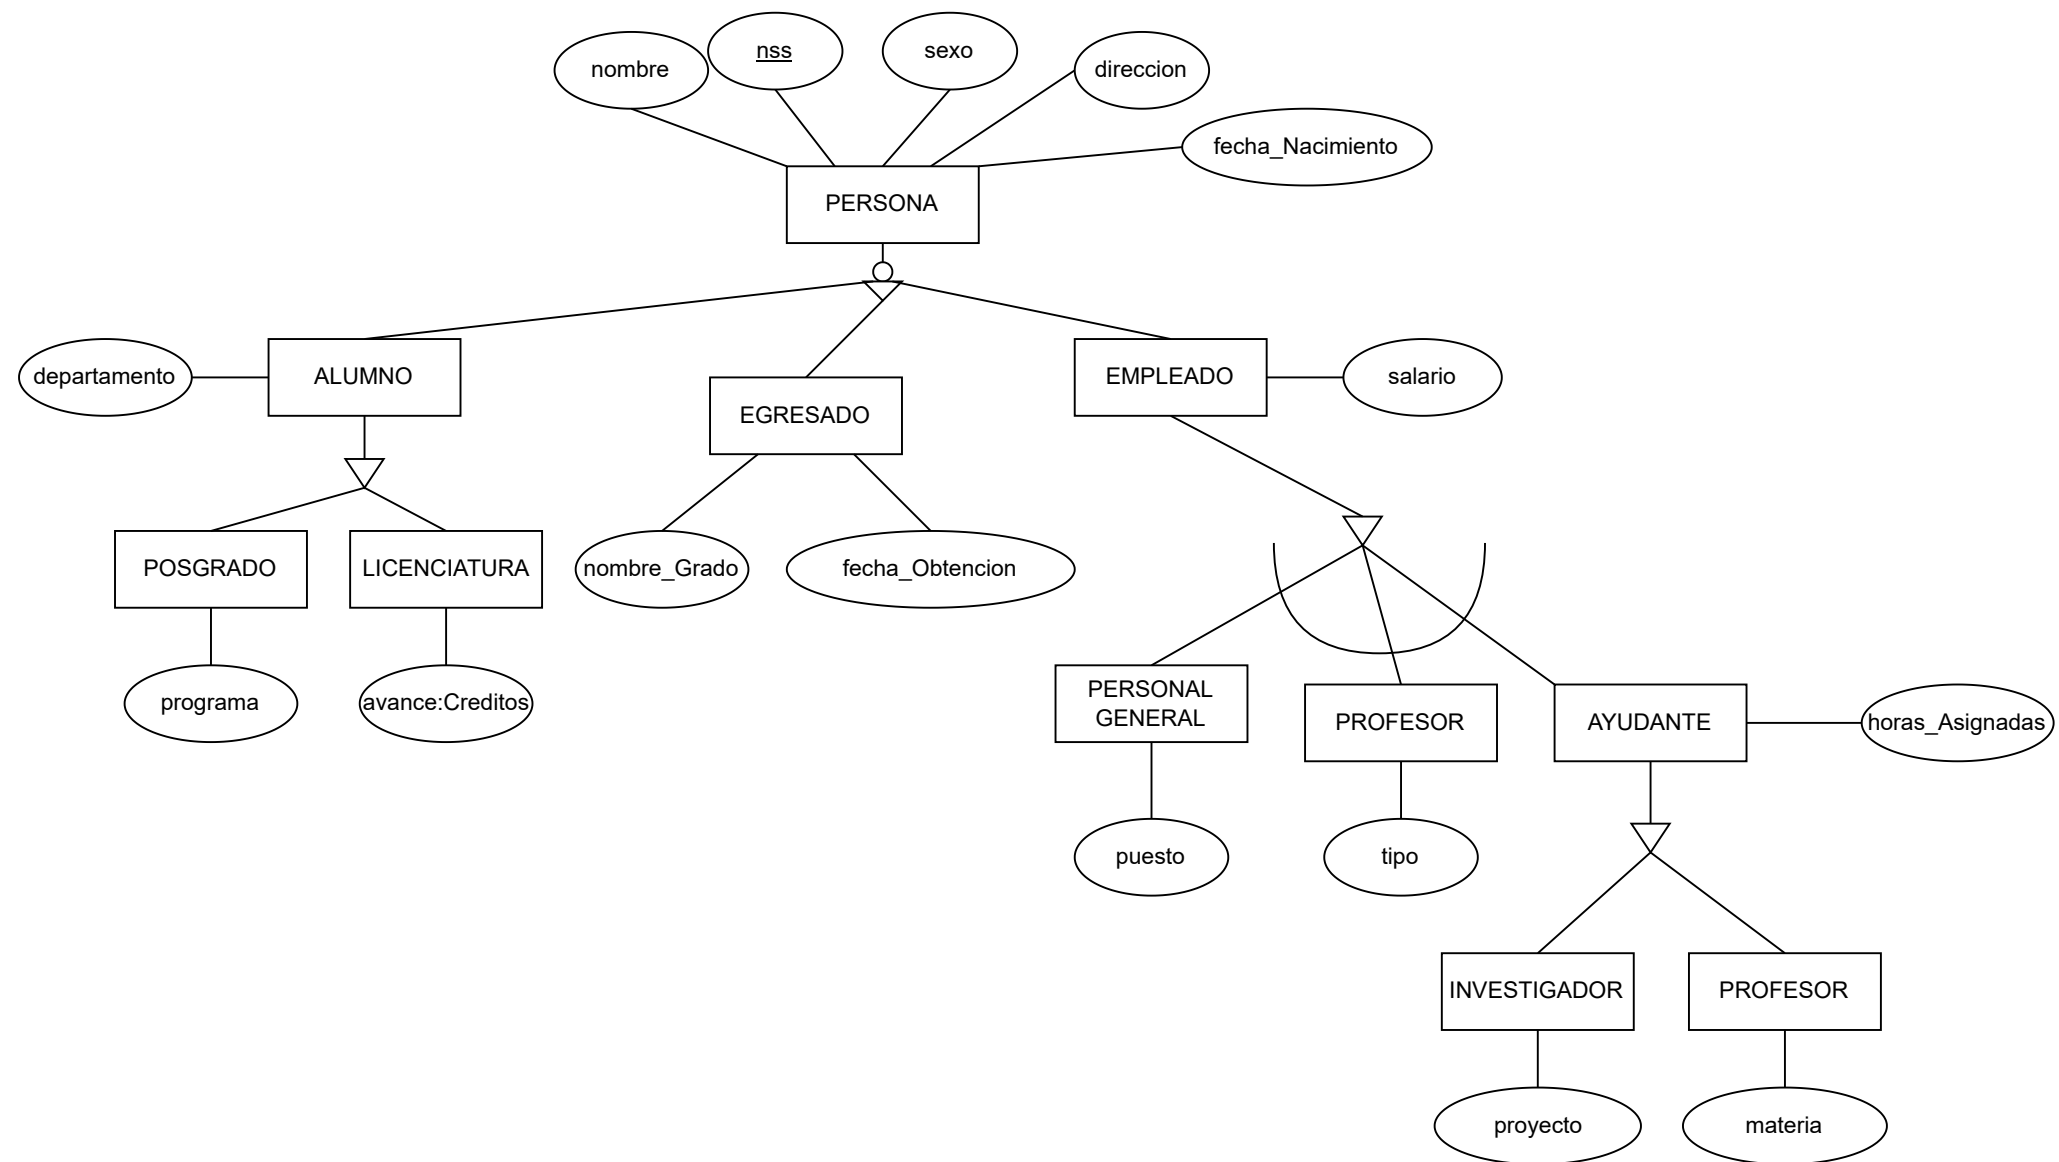 nombre
nss
sexo
direccion
fecha_Nacimiento
PERSONA
departamento
ALUMNO
EGRESADO
EMPLEADO
salario
POSGRADO
LICENCIATURA
nombre_Grado
fecha_Obtencion
programa
avance:Creditos
PERSONAL
GENERAL
PROFESOR
AYUDANTE
horas_Asignadas
puesto
tipo
INVESTIGADOR
PROFESOR
proyecto
materia